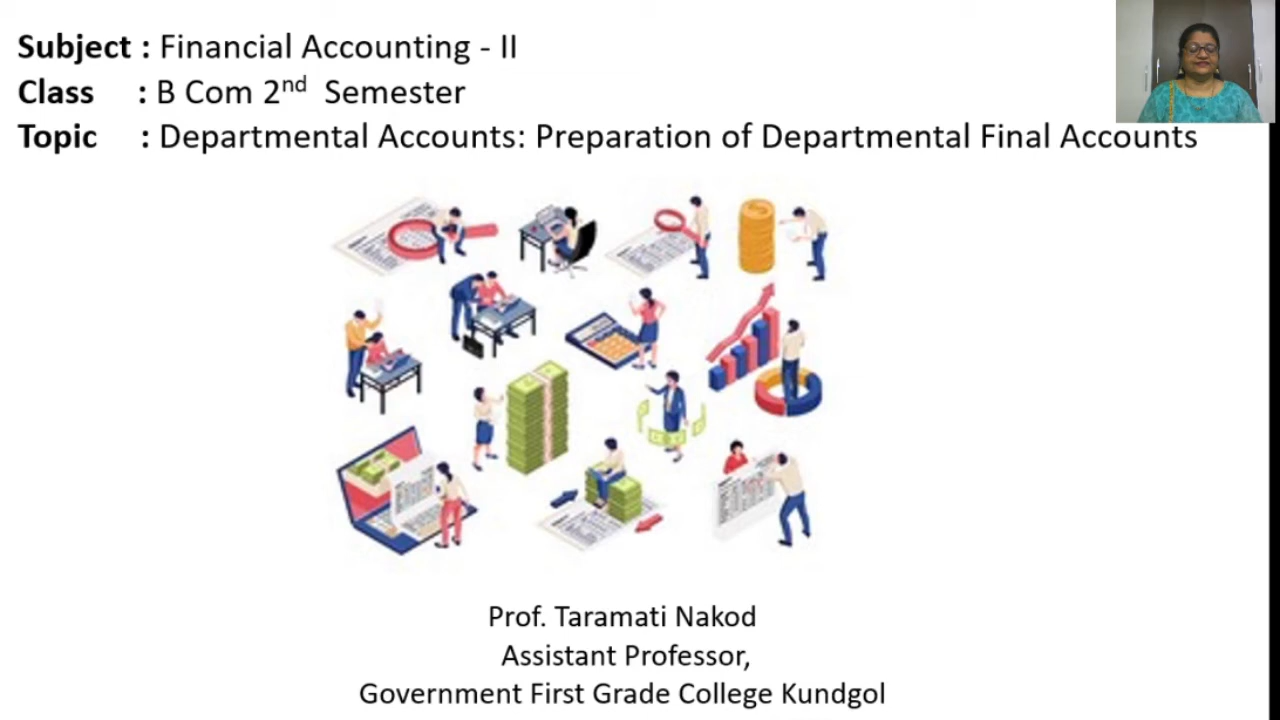 Subject : Financial Accounting - II
Class : B Com 2nd Semester
Topic : Departmental Accounts: Preparation of Departmental Final Accounts
Prof. Taramati Nakod
Assistant Professor,
Government First Grade College Kundgol